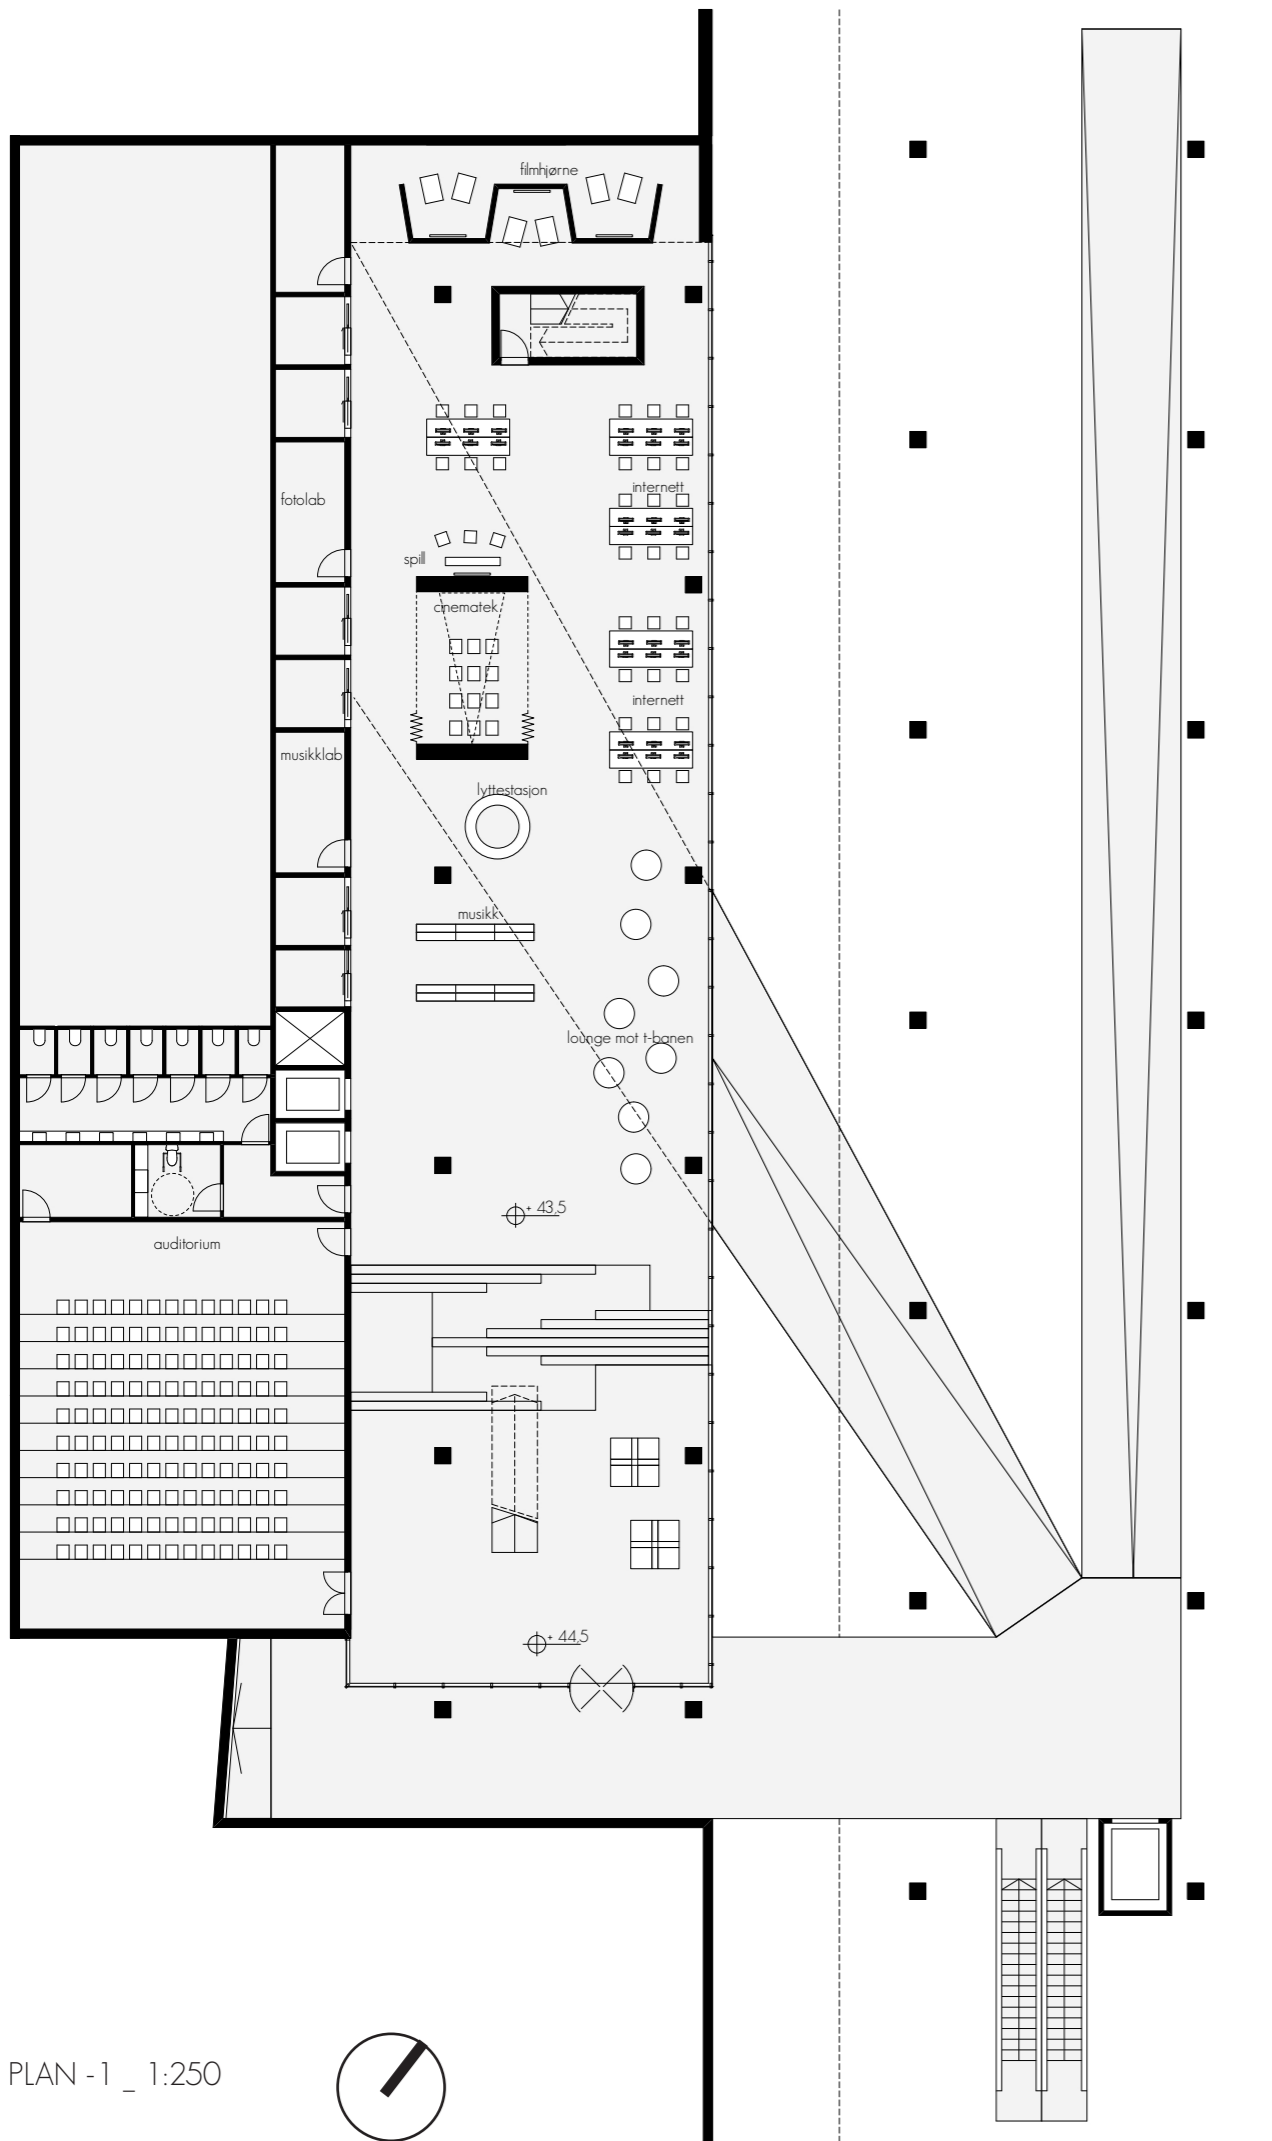 filmhjørne
internett
fotolab
spill
cinematek
internett
musikklab
lyttestasjon
musikk
lounge mot t-banen
+ 43,5
auditorium
+ 44,5
PLAN -1 _ 1:250